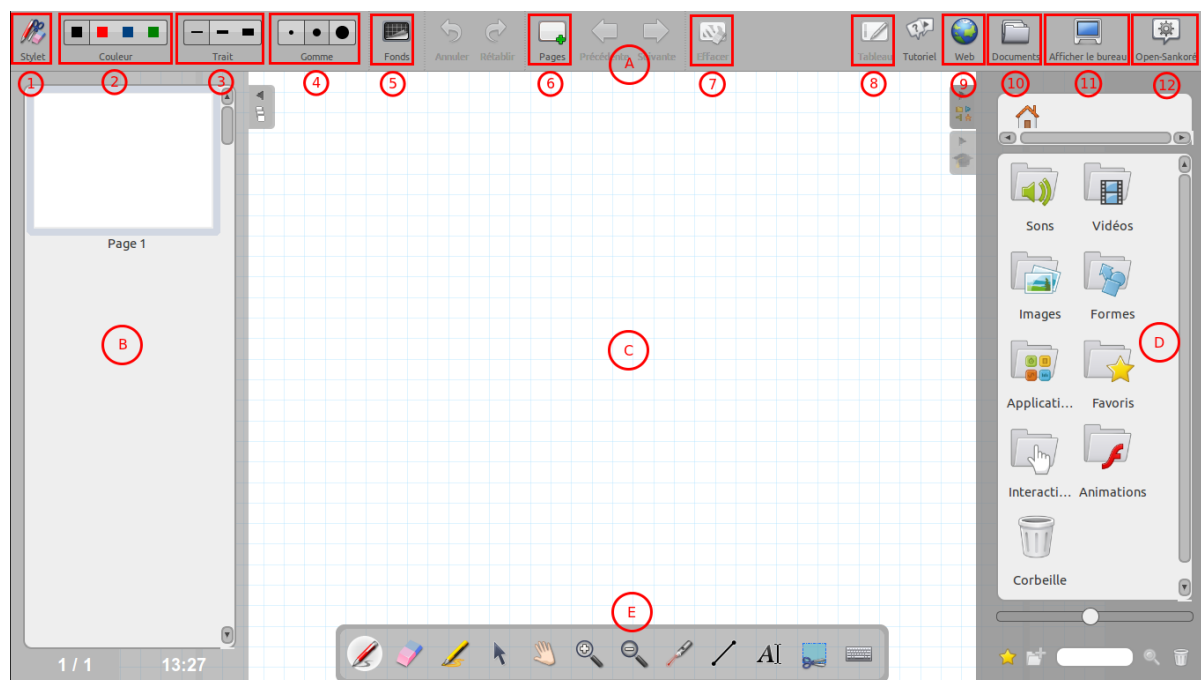 Stylet Couleur Trait Gomme Fonds Annuler Rétablir Pages Précédente Suivante Effacer Tableau Tutoriel Web Documents Afficher le bureau Open-Sankoré
1 2 3 4 5 A 6 7 8 9 10 11 12
Page 1
Sons Vidéos
Images Formes
B C D
Applicati... Favoris
Interacti... Animations
Corbeille
E
AI
1 / 1 13:27